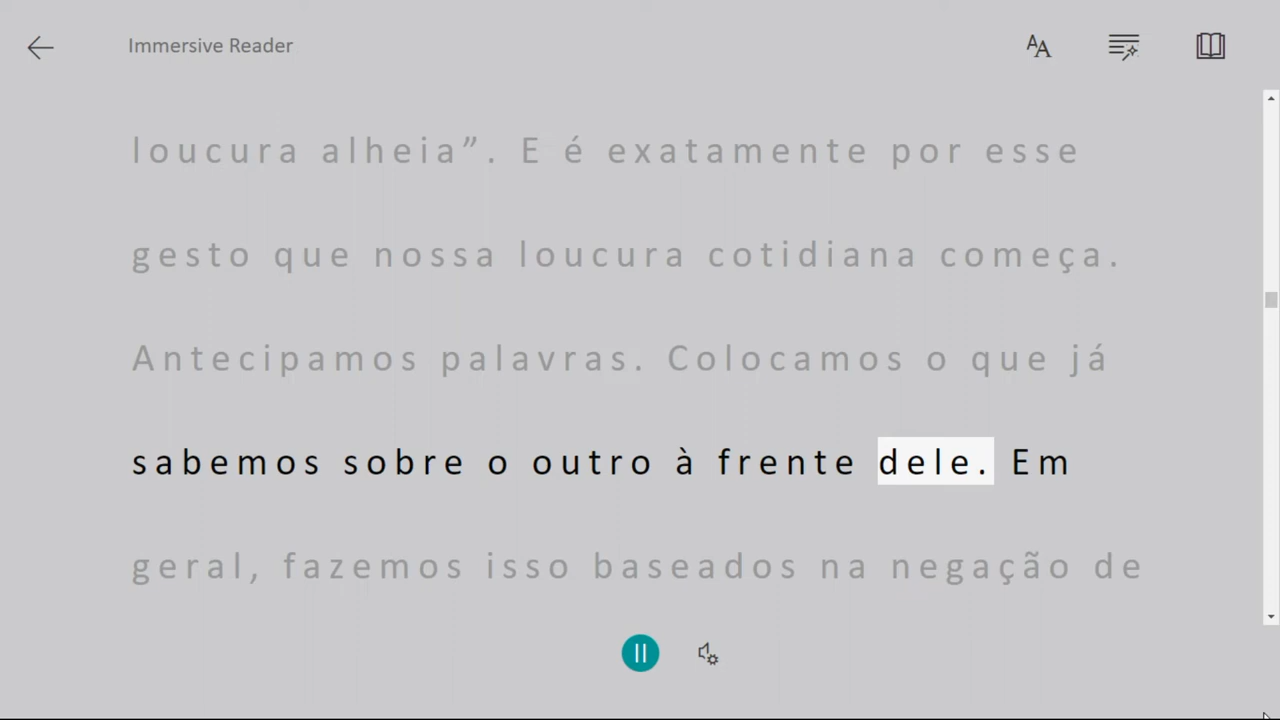 Immersive Reader
loucura alheia”. E é exatamente por esse
gesto que nossa loucura cotidiana começa.
Antecipamos palavras. Colocamos o que já
sabemos sobre o outro à frente dele. Em
geral, fazemos isso baseados na negação de